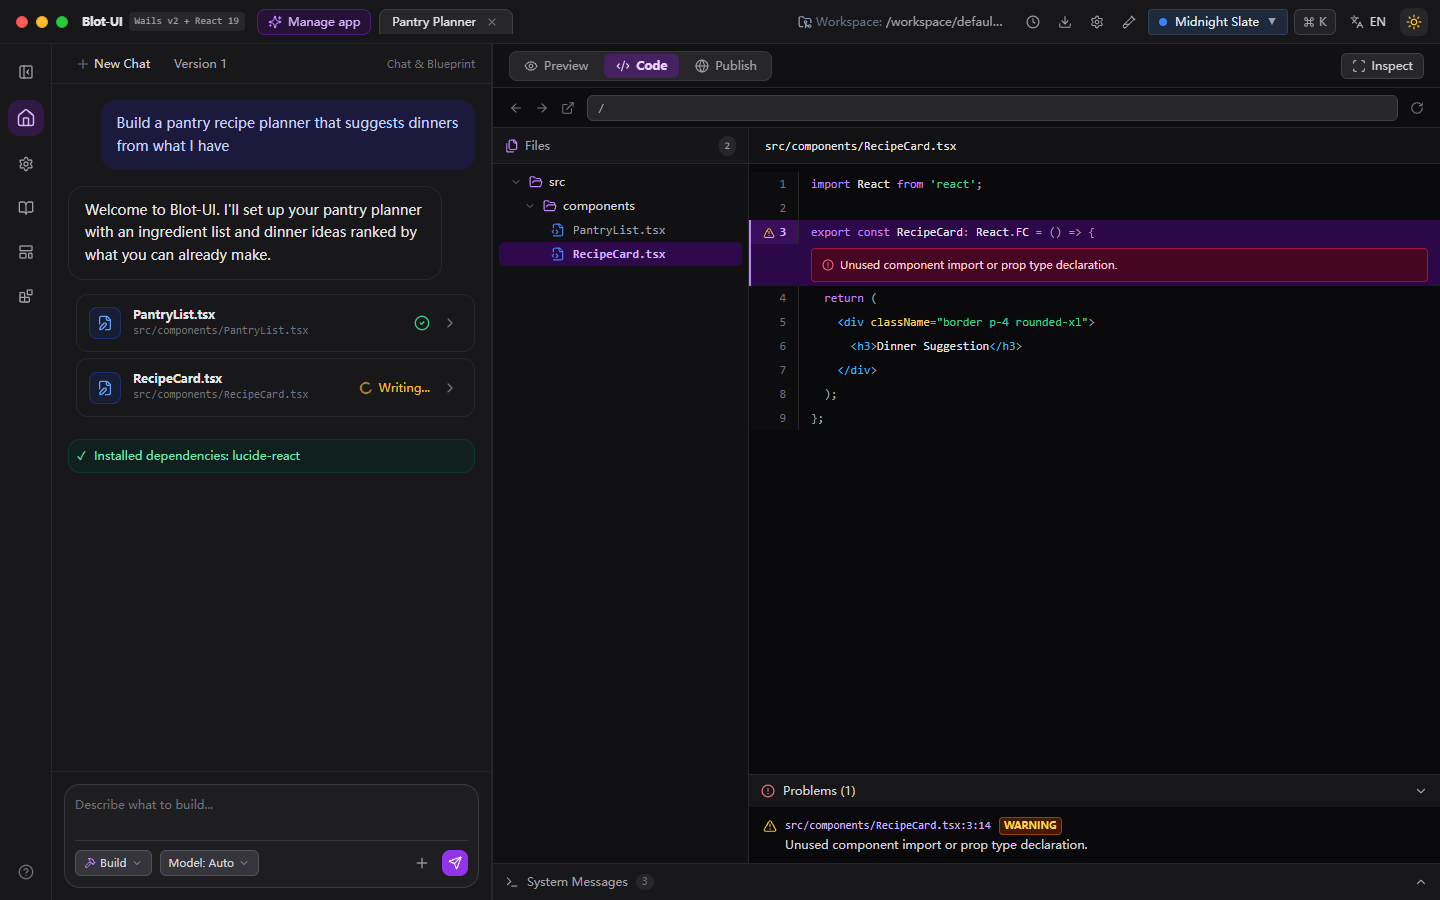 Blot-UI
Wails v2 + React 19
Manage app
Pantry Planner
Workspace: /workspace/defaul...
Midnight Slate
⌘ K
EN
New Chat
Version 1
Chat & Blueprint
Build a pantry recipe planner that suggests dinners
from what I have
Welcome to Blot-UI. I'll set up your pantry planner
with an ingredient list and dinner ideas ranked by
what you can already make.
PantryList.tsx
src/components/PantryList.tsx
RecipeCard.tsx
src/components/RecipeCard.tsx
Writing...
✓ Installed dependencies: lucide-react
Describe what to build...
Build
Model: Auto
Preview
Code
Publish
Inspect
/
Files
2
src
components
PantryList.tsx
RecipeCard.tsx
src/components/RecipeCard.tsx
1 import React from 'react';
2
3 export const RecipeCard: React.FC = () => {
Unused component import or prop type declaration.
4 return (
5 <div className="border p-4 rounded-xl">
6 <h3>Dinner Suggestion</h3>
7 </div>
8 );
9 };
Problems (1)
src/components/RecipeCard.tsx:3:14 WARNING
Unused component import or prop type declaration.
System Messages 3